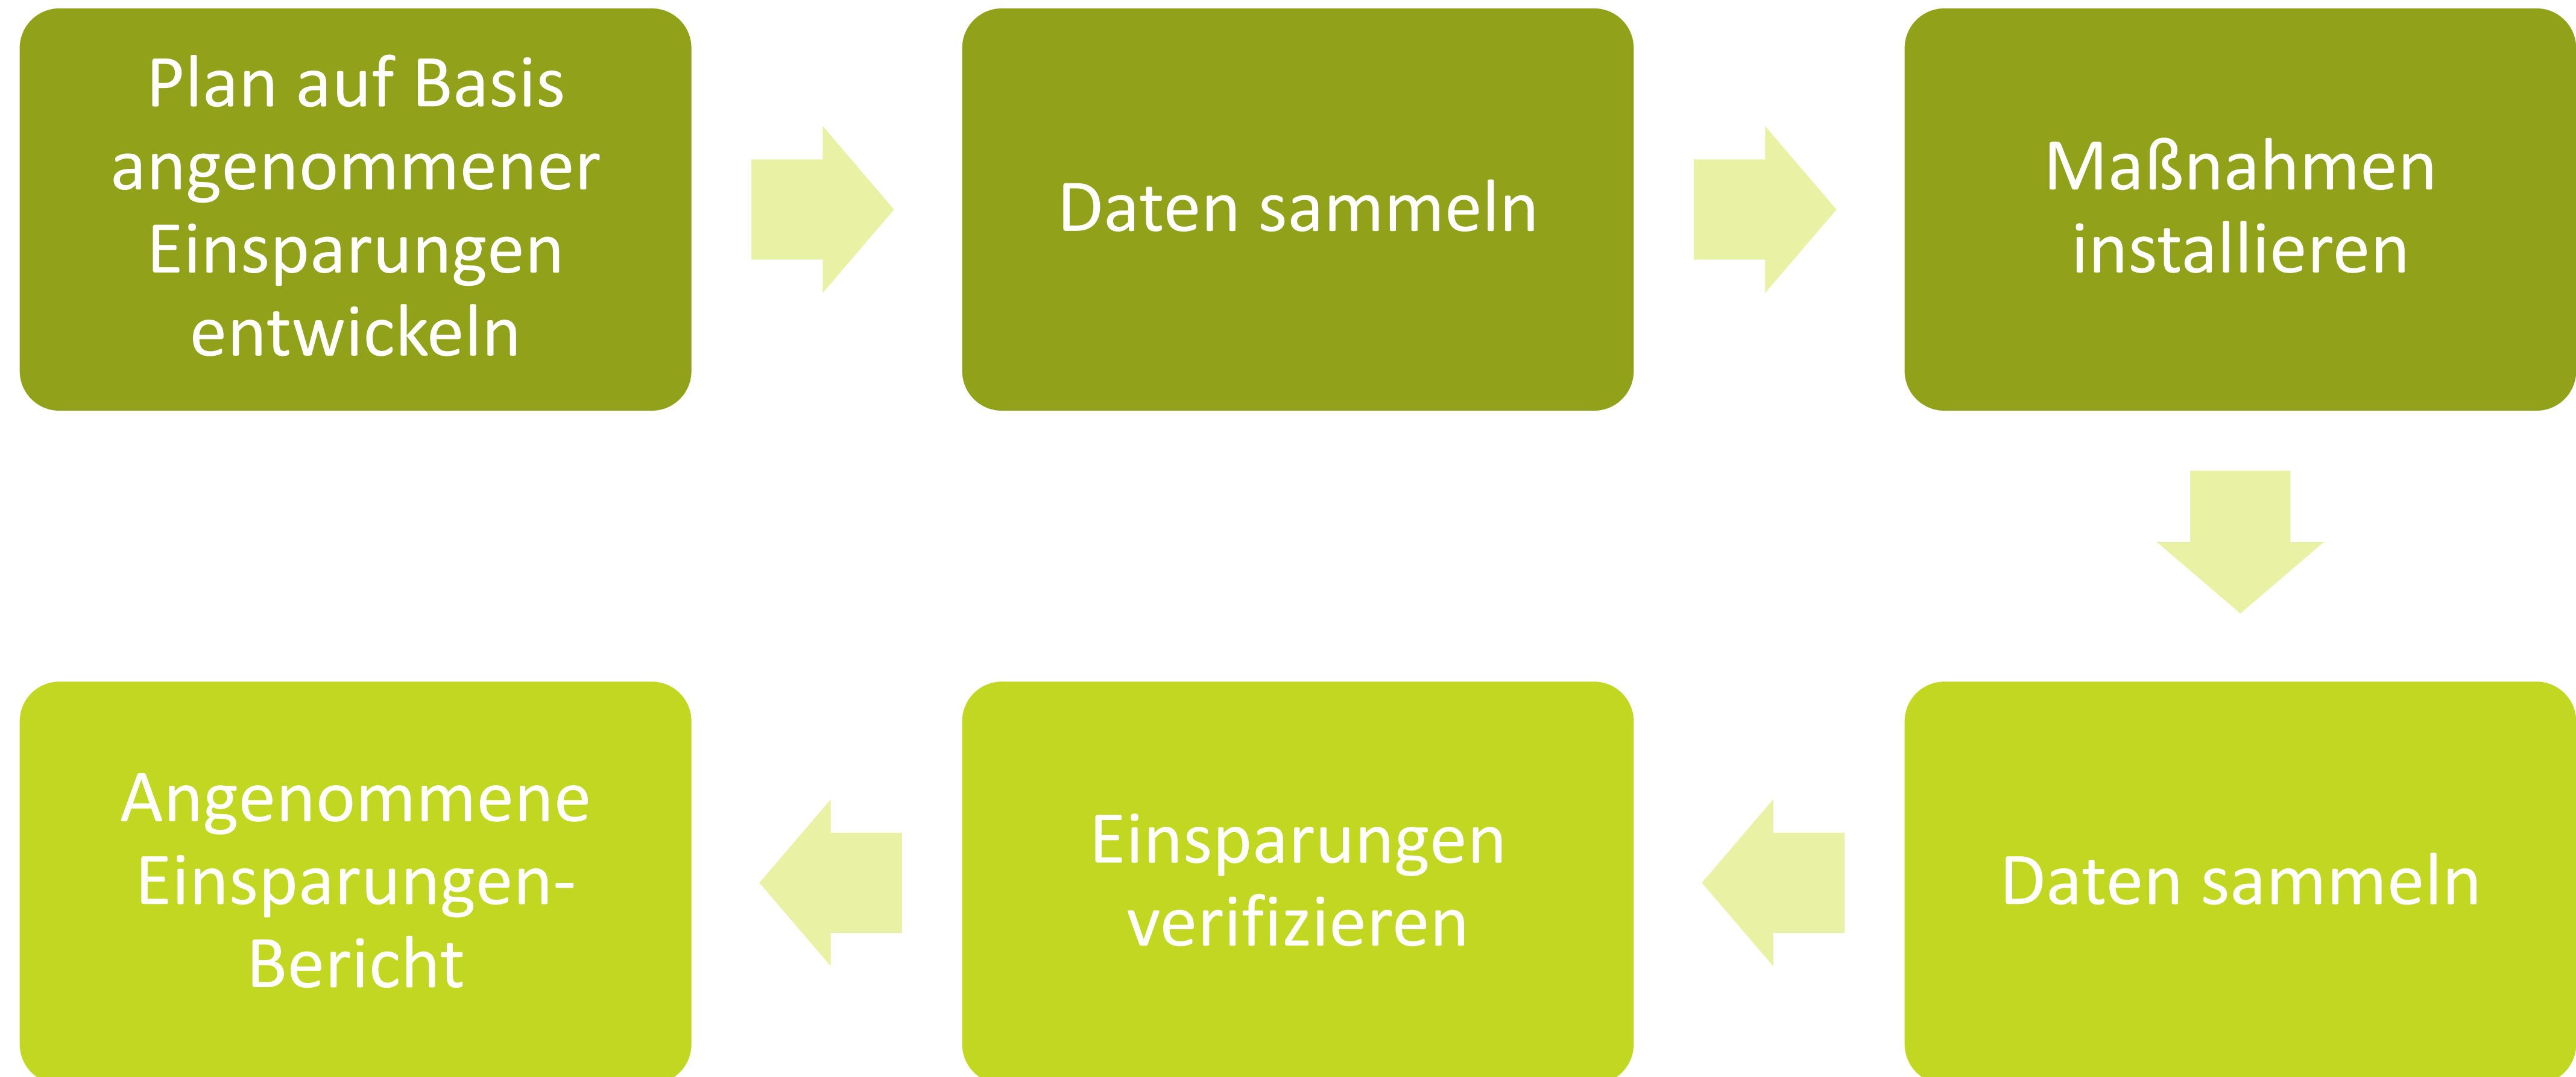 Plan auf Basis
angenommener
Einsparungen
entwickeln
Daten sammeln
Maßnahmen
installieren
Daten sammeln
Einsparungen
verifizieren
Angenommene
Einsparungen-
Bericht